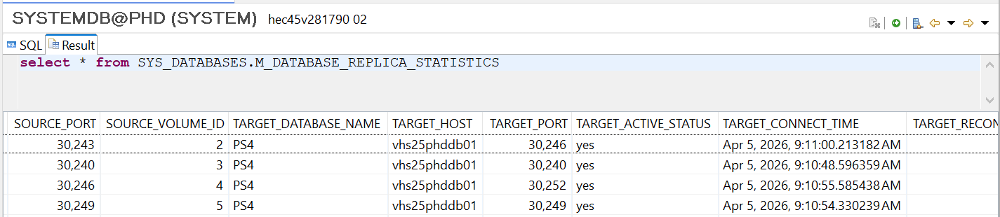 SYSTEMDB@PHD (SYSTEM) hec45v281790 02
SQL Result
select * from SYS_DATABASES.M_DATABASE_REPLICA_STATISTICS
SOURCE_PORT SOURCE_VOLUME_ID TARGET_DATABASE_NAME TARGET_HOST TARGET_PORT TARGET_ACTIVE_STATUS TARGET_CONNECT_TIME TARGET_RECON
30,243 2 PS4 vhs25phddb01 30,246 yes Apr 5, 2026, 9:11:00.213182 AM
30,240 3 PS4 vhs25phddb01 30,240 yes Apr 5, 2026, 9:10:48.596359 AM
30,246 4 PS4 vhs25phddb01 30,252 yes Apr 5, 2026, 9:10:55.585438 AM
30,249 5 PS4 vhs25phddb01 30,249 yes Apr 5, 2026, 9:10:54.330239 AM